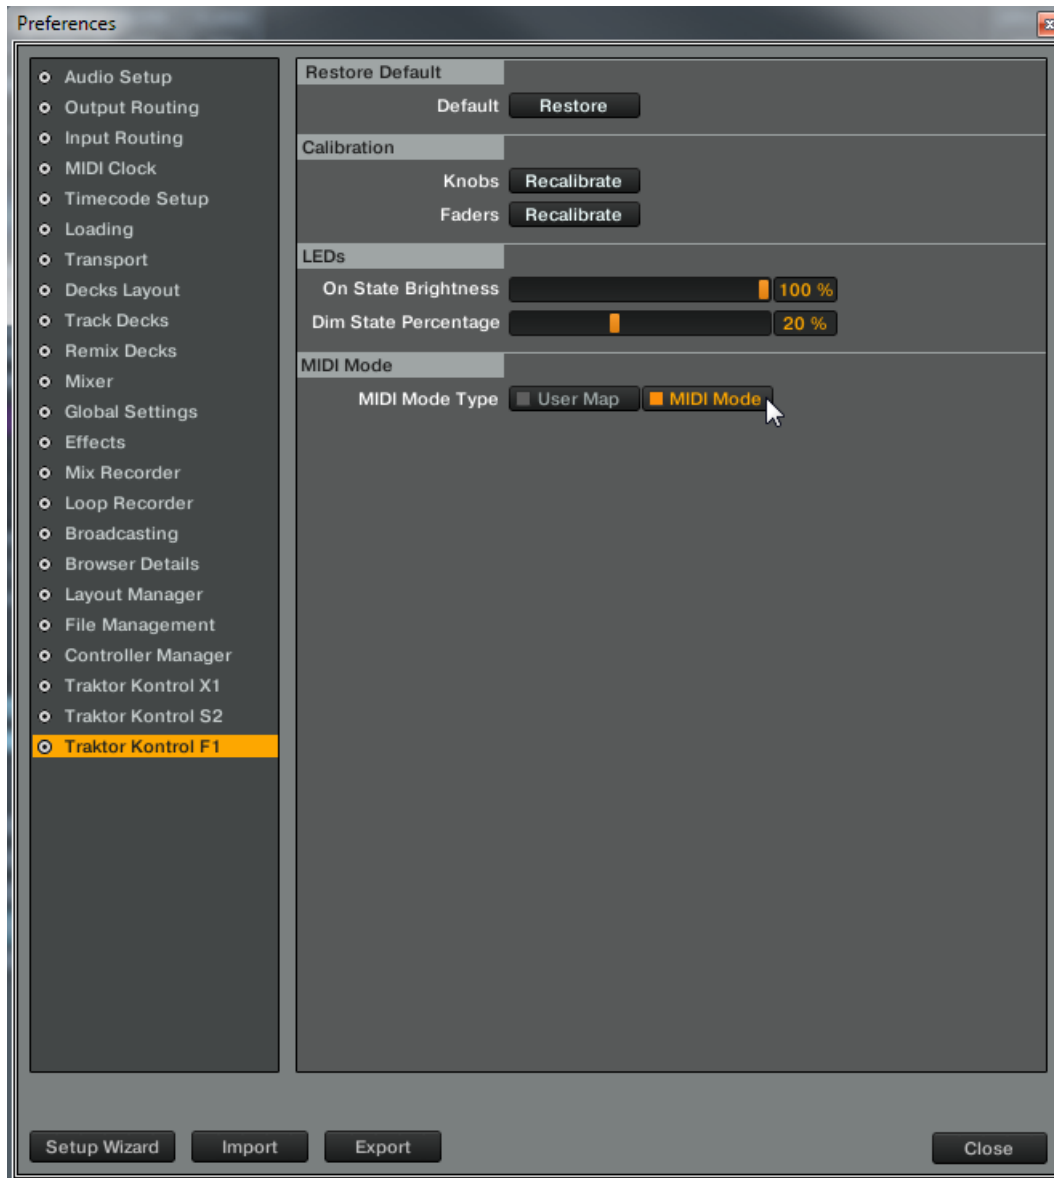 Preferences
Audio Setup
Output Routing
Input Routing
MIDI Clock
Timecode Setup
Loading
Transport
Decks Layout
Track Decks
Remix Decks
Mixer
Global Settings
Effects
Mix Recorder
Loop Recorder
Broadcasting
Browser Details
Layout Manager
File Management
Controller Manager
Traktor Kontrol X1
Traktor Kontrol S2
Traktor Kontrol F1
Restore Default
Default Restore
Calibration
Knobs Recalibrate
Faders Recalibrate
LEDs
On State Brightness 100 %
Dim State Percentage 20 %
MIDI Mode
MIDI Mode Type User Map MIDI Mode
Setup Wizard Import Export Close